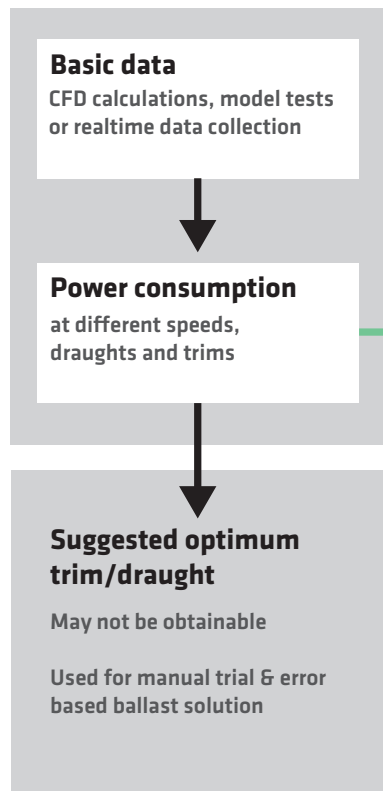 Basic data
CFD calculations, model tests
or realtime data collection
Power consumption
at different speeds,
draughts and trims
Suggested optimum
trim/draught
May not be obtainable
Used for manual trial & error
based ballast solution